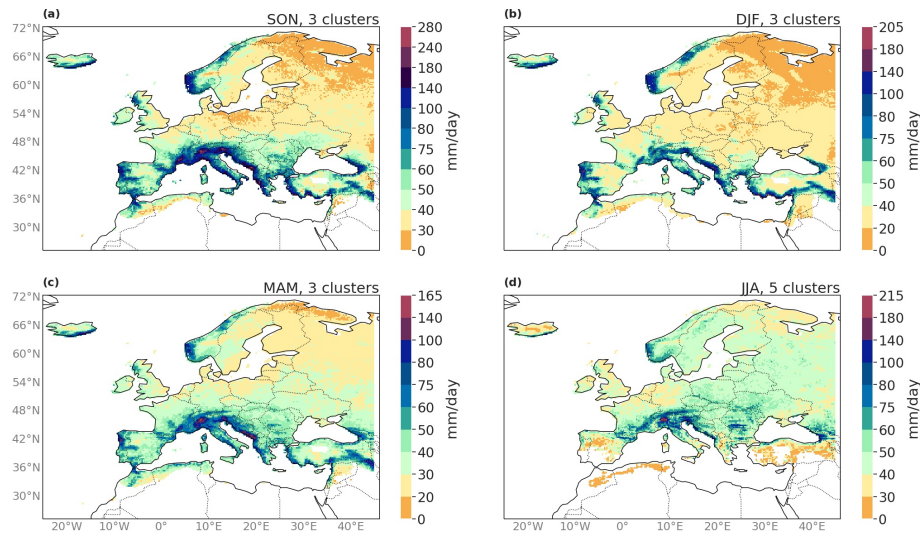 (a) SON, 3 clusters
72°N
66°N
60°N
54°N
48°N
42°N
36°N
30°N
280
240
180
140
100
80
75
60
50
40
30
0
mm/day
(b) DJF, 3 clusters
205
180
140
100
80
75
60
50
40
20
0
mm/day
(c) MAM, 3 clusters
72°N
66°N
60°N
54°N
48°N
42°N
36°N
30°N
20°W 10°W 0° 10°E 20°E 30°E 40°E
165
140
100
80
75
60
50
40
30
20
0
mm/day
(d) JJA, 5 clusters
20°W 10°W 0° 10°E 20°E 30°E 40°E
215
180
140
100
80
75
60
50
40
30
0
mm/day